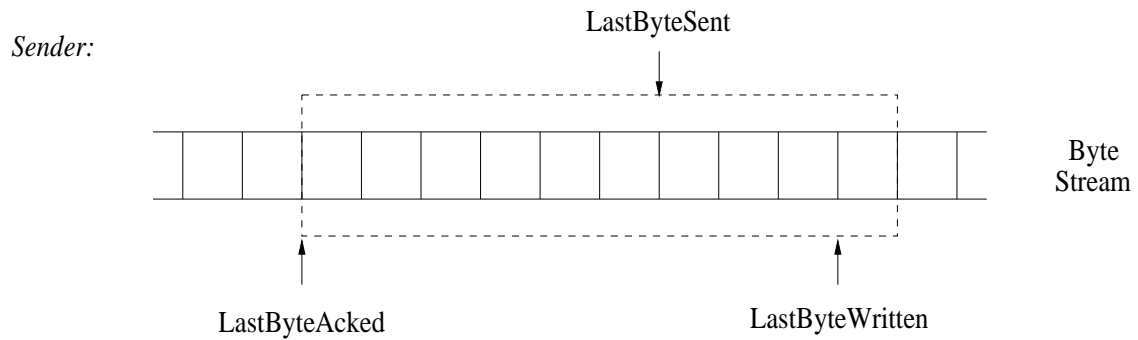 LastByteSent
Sender:
Byte
Stream
LastByteAcked
LastByteWritten